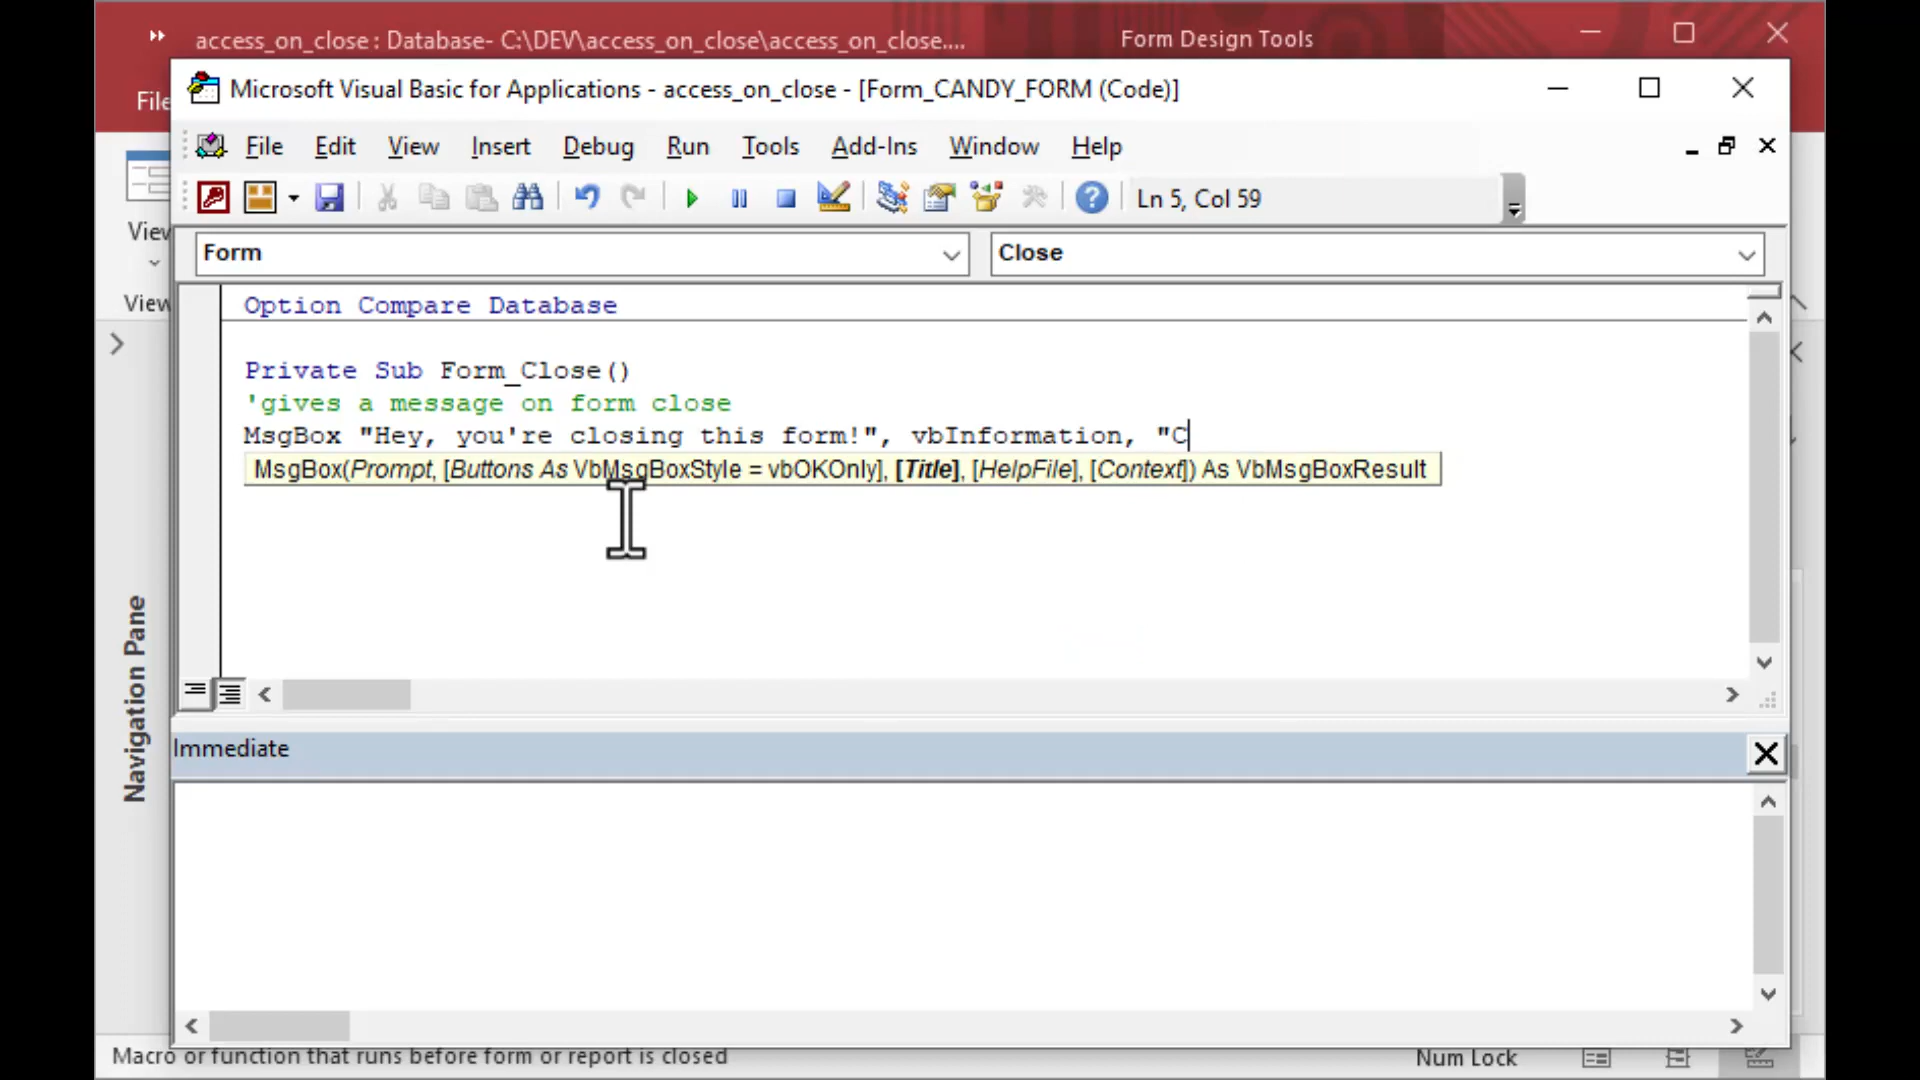 access_on_close : Database- C:\DEV\access_on_close\access_on_close....
Form Design Tools
File
Microsoft Visual Basic for Applications - access_on_close - [Form_CANDY_FORM (Code)]
File Edit View Insert Debug Run Tools Add-Ins Window Help
Ln 5, Col 59
View
Form
Close
View
Option Compare Database
Private Sub Form_Close()
'gives a message on form close
MsgBox "Hey, you're closing this form!", vbInformation, "C
MsgBox(Prompt, [Buttons As VbMsgBoxStyle = vbOKOnly], [Title], [HelpFile], [Context]) As VbMsgBoxResult
Navigation Pane
Immediate
Macro or function that runs before form or report is closed
Num Lock